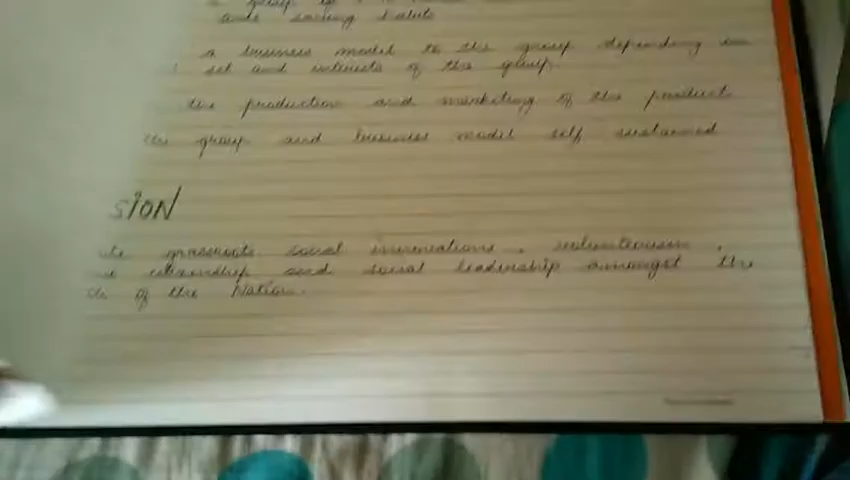 and saving habits
a business model to the group depending on
set and interests of the group.
the production and marketing of the product
the group and business model self sustained
SION
grassroots social innovations, volunteerism,
citizenship and social leadership amongst the
of the Nation.